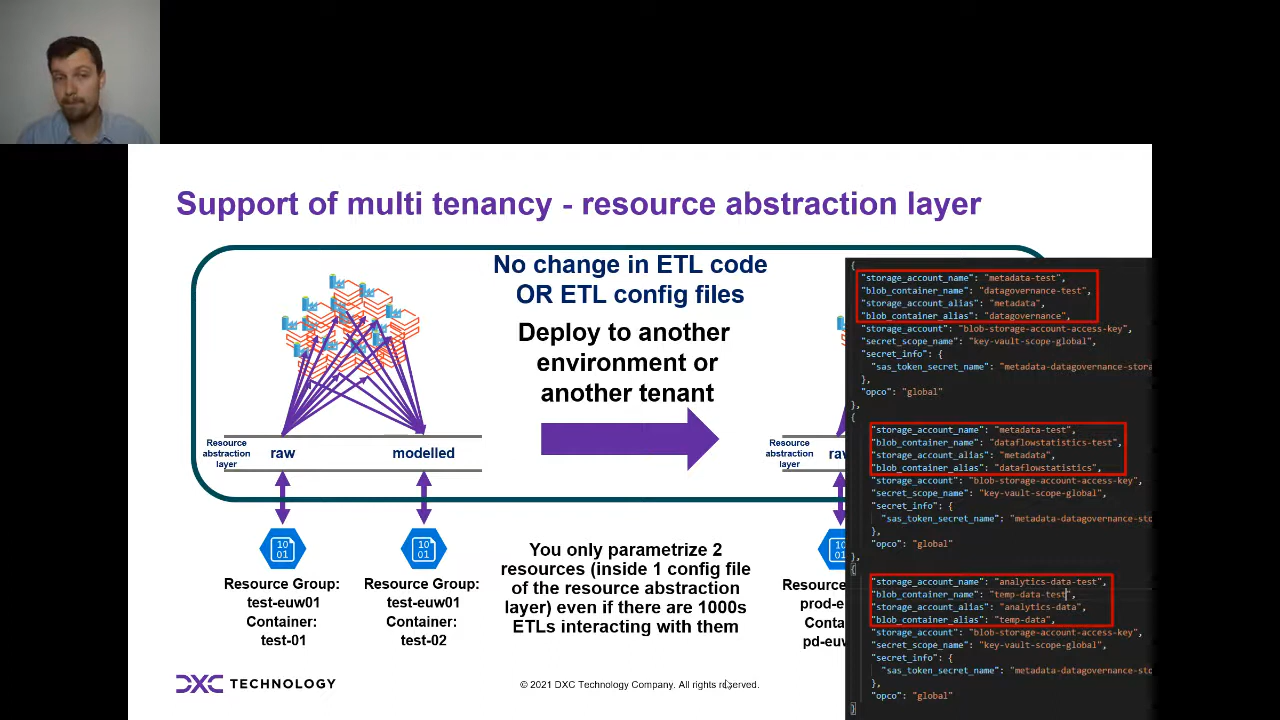 Support of multi tenancy - resource abstraction layer
No change in ETL code
OR ETL config files
Deploy to another
environment or
another tenant
Resource
abstraction
layer
raw
modelled
Resource
abstraction
layer
Resource Group:
test-euw01
Container:
test-01
Resource Group:
test-euw01
Container:
test-02
You only parametrize 2
resources (inside 1 config file
of the resource abstraction
layer) even if there are 1000s
ETLs interacting with them
{
"storage_account_name": "metadata-test",
"blob_container_name": "datagovernance-test",
"storage_account_alias": "metadata",
"blob_container_alias": "datagovernance",
"storage_account": "blob-storage-account-access-key",
"secret_scope_name": "key-vault-scope-global",
"secret_info": {
"sas_token_secret_name": "metadata-datagovernance-stora
},
"opco": "global"
},
{
"storage_account_name": "metadata-test",
"blob_container_name": "dataflowstatistics-test",
"storage_account_alias": "metadata",
"blob_container_alias": "dataflowstatistics",
"storage_account": "blob-storage-account-access-key",
"secret_scope_name": "key-vault-scope-global",
"secret_info": {
"sas_token_secret_name": "metadata-datagovernance-sto
},
"opco": "global"
},
{
"storage_account_name": "analytics-data-test",
"blob_container_name": "temp-data-test",
"storage_account_alias": "analytics-data",
"blob_container_alias": "temp-data",
"storage_account": "blob-storage-account-access-key",
"secret_scope_name": "key-vault-scope-global",
"secret_info": {
"sas_token_secret_name": "metadata-datagovernance-sto
},
"opco": "global"
}
DXC TECHNOLOGY
© 2021 DXC Technology Company. All rights reserved.